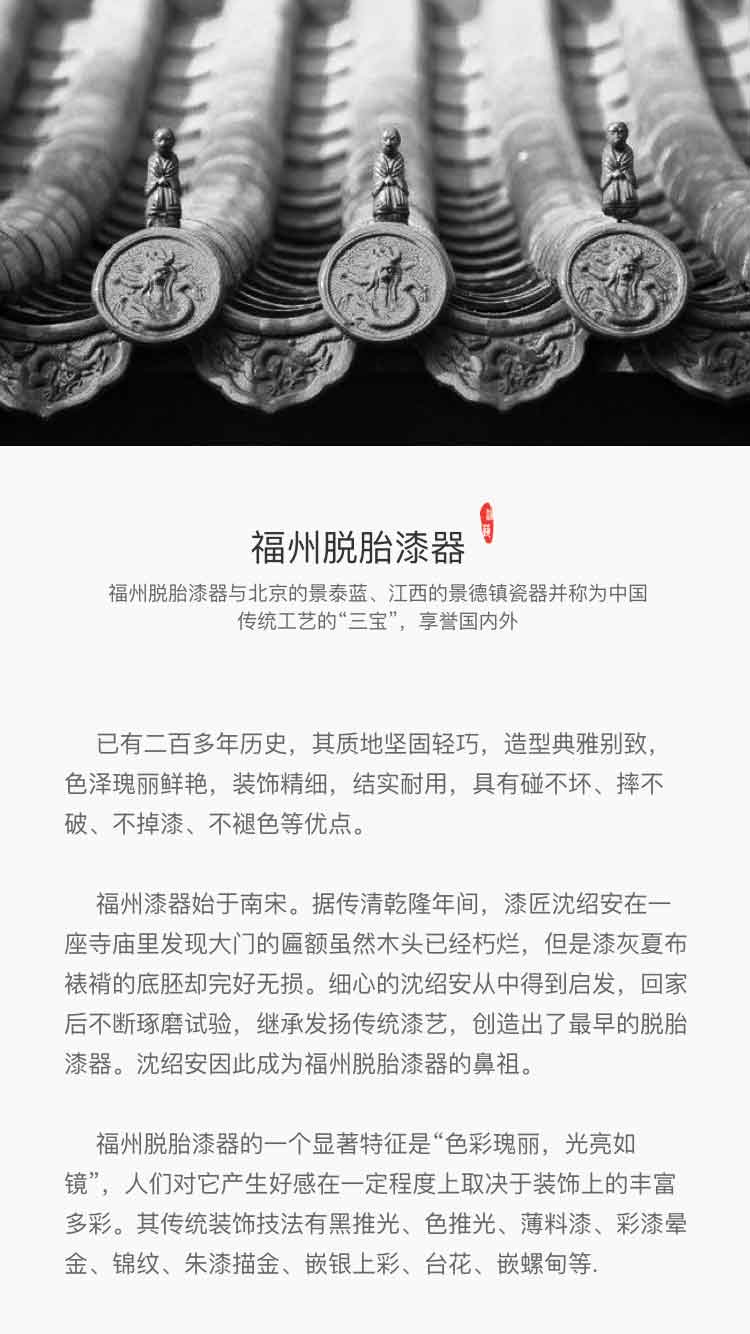 福州脱胎漆器
福州脱胎漆器与北京的景泰蓝、江西的景德镇瓷器并称为中国
传统工艺的“三宝”，享誉国内外
已有二百多年历史，其质地坚固轻巧，造型典雅别致，
色泽瑰丽鲜艳，装饰精细，结实耐用，具有碰不坏、摔不
破、不掉漆、不褪色等优点。
福州漆器始于南宋。据传清乾隆年间，漆匠沈绍安在一
座寺庙里发现大门的匾额虽然木头已经朽烂，但是漆灰夏布
裱褙的底胚却完好无损。细心的沈绍安从中得到启发，回家
后不断琢磨试验，继承发扬传统漆艺，创造出了最早的脱胎
漆器。沈绍安因此成为福州脱胎漆器的鼻祖。
福州脱胎漆器的一个显著特征是“色彩瑰丽，光亮如
镜”，人们对它产生好感在一定程度上取决于装饰上的丰富
多彩。其传统装饰技法有黑推光、色推光、薄料漆、彩漆晕
金、锦纹、朱漆描金、嵌银上彩、台花、嵌螺甸等.